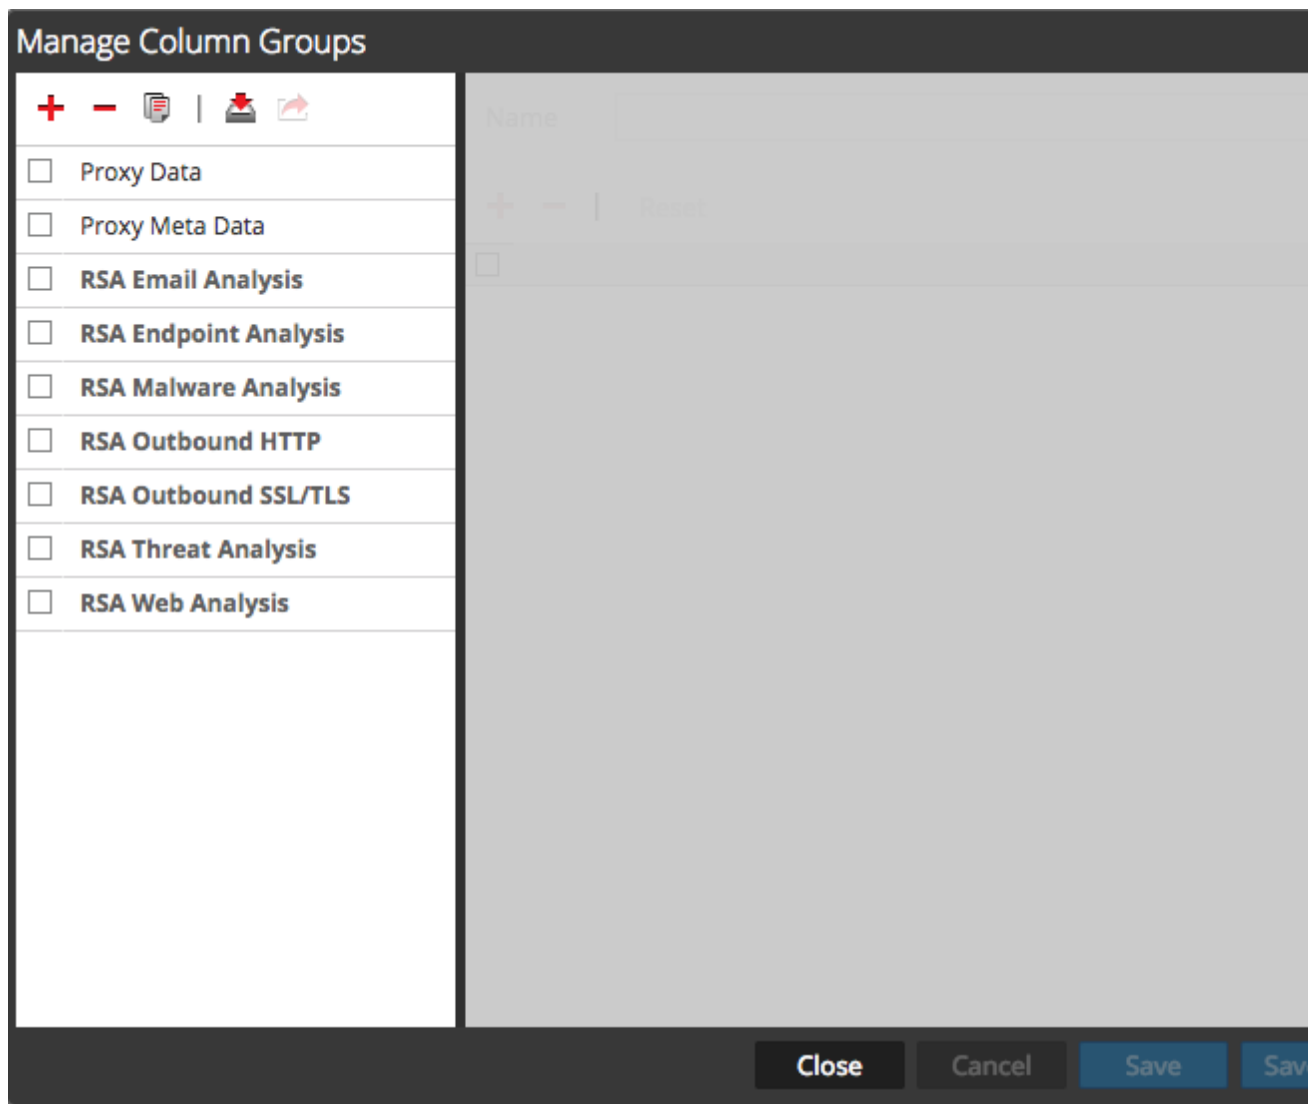 Manage Column Groups
Name
Proxy Data
Proxy Meta Data
Reset
RSA Email Analysis
RSA Endpoint Analysis
RSA Malware Analysis
RSA Outbound HTTP
RSA Outbound SSL/TLS
RSA Threat Analysis
RSA Web Analysis
Close Cancel Save Sav